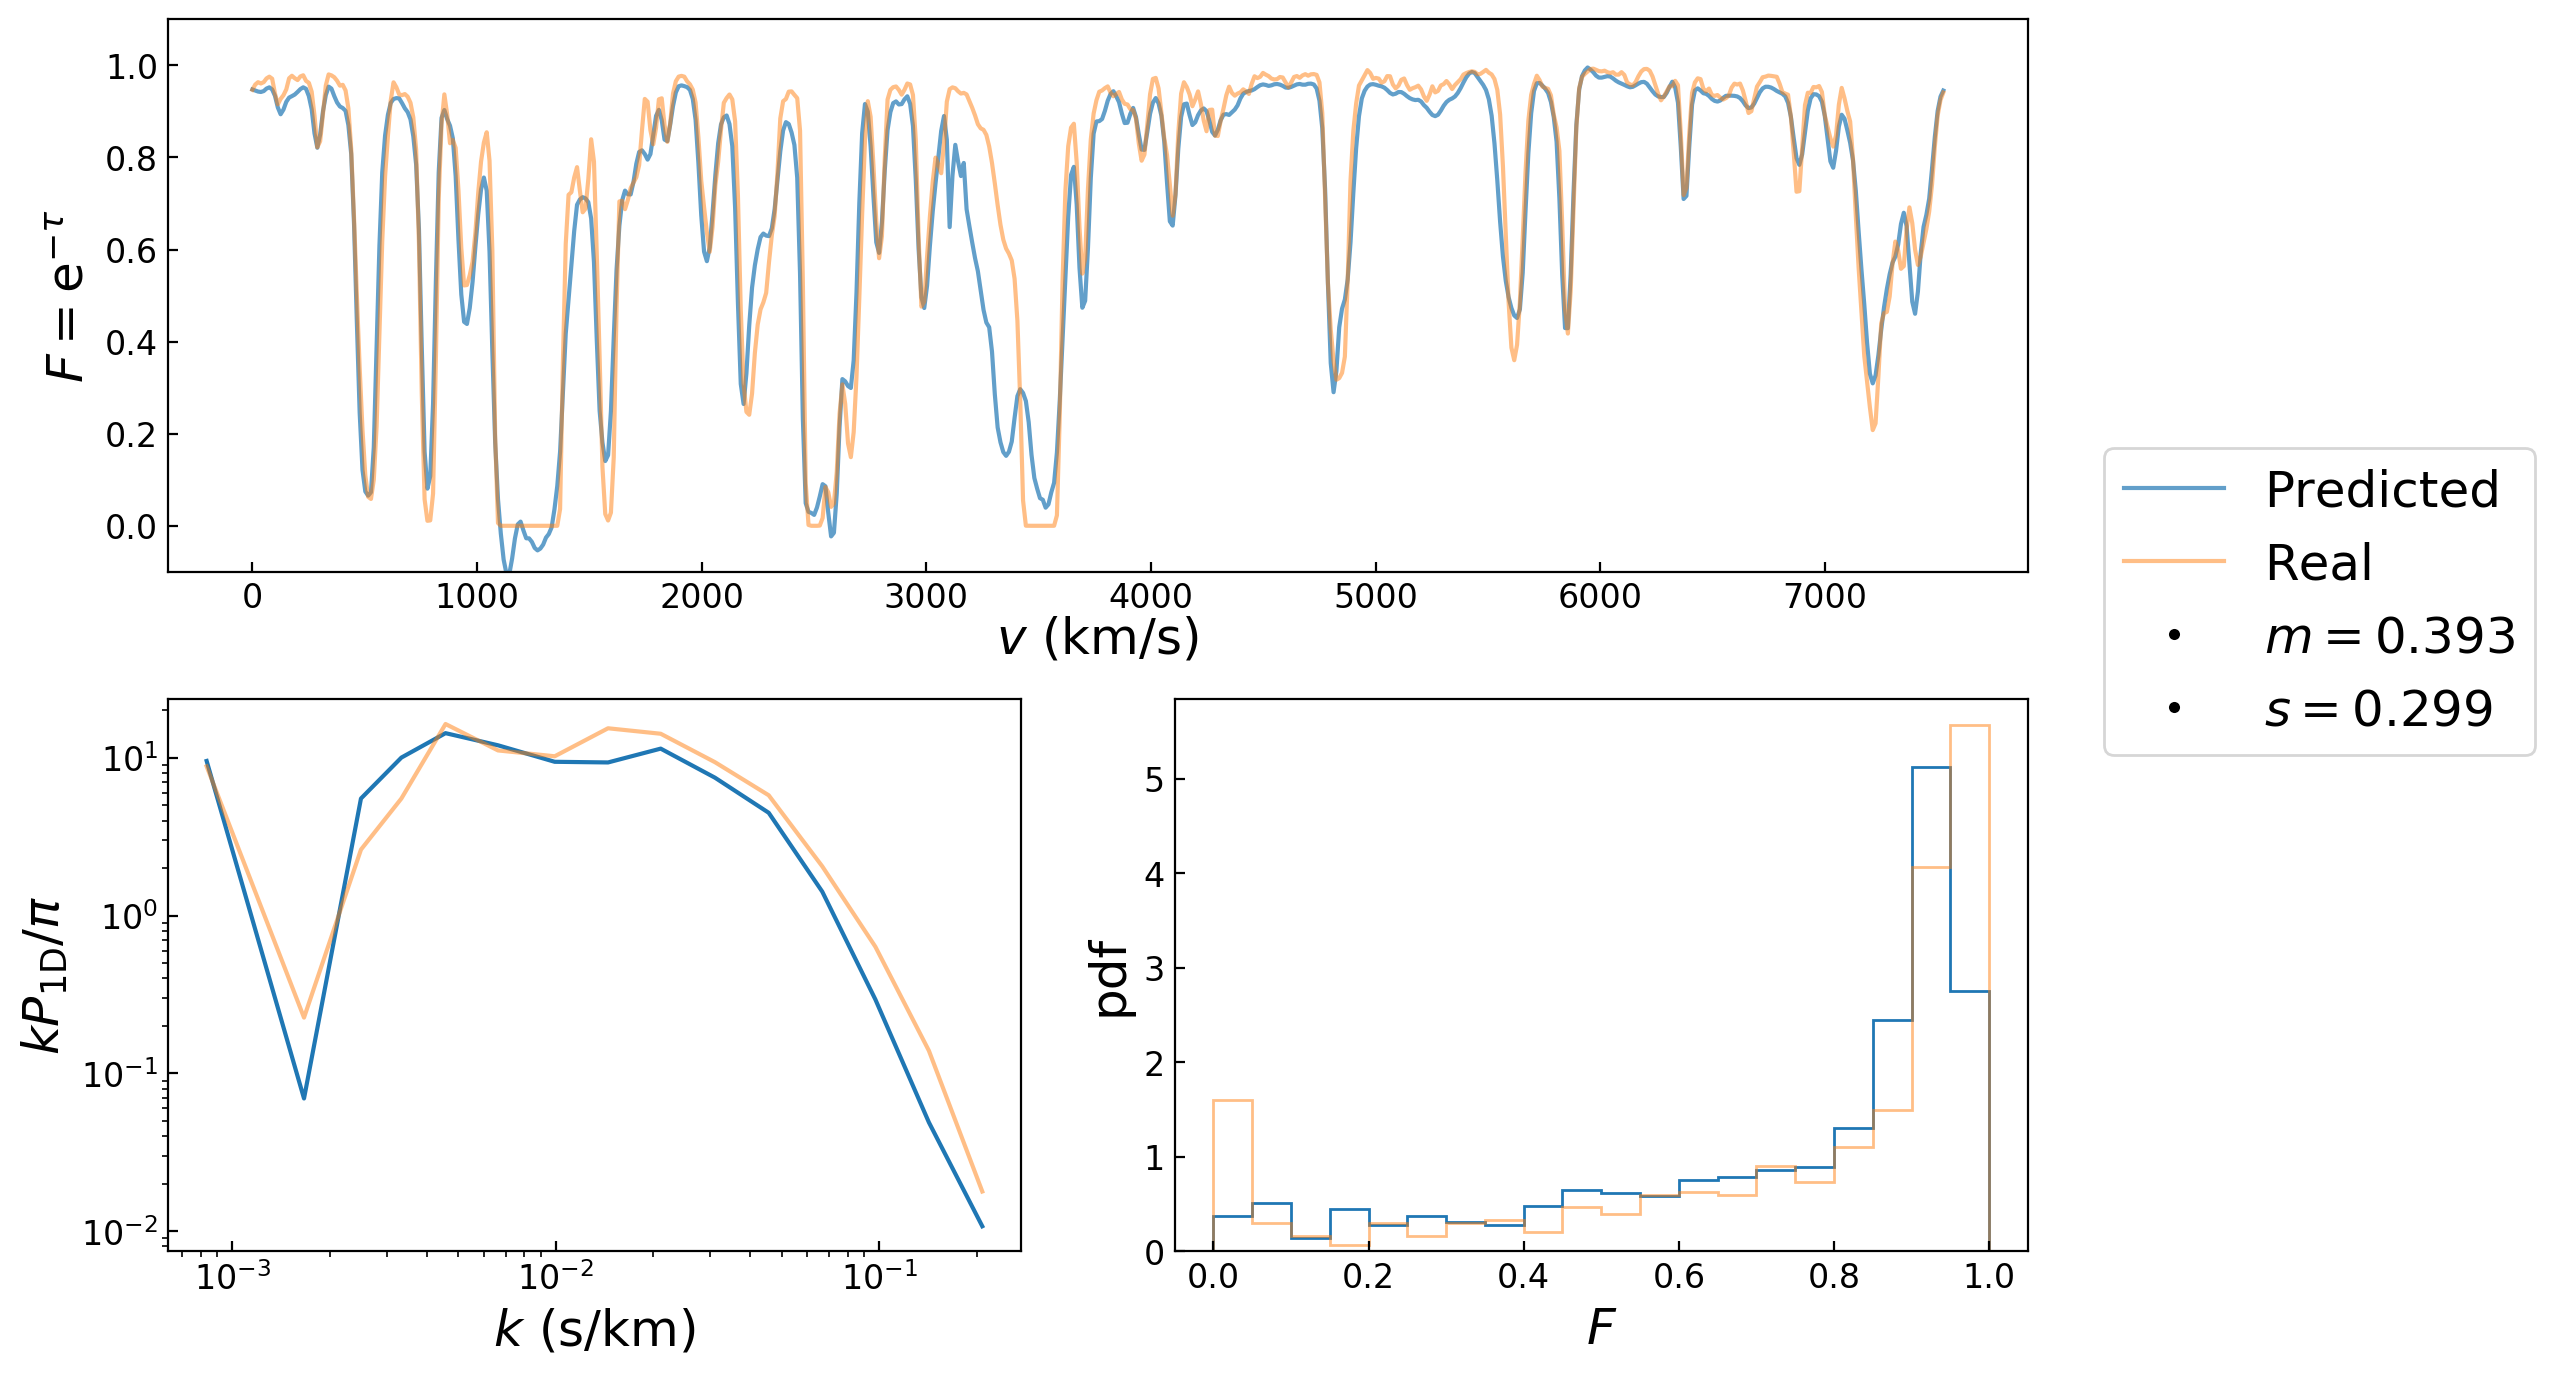 F = e^{−τ}
1.0
0.8
0.6
0.4
0.2
0.0
0 1000 2000 3000 4000 5000 6000 7000
v (km/s)
Predicted
Real
m = 0.393
s = 0.299
kP_{1D}/π
10^1
10^0
10^{−1}
10^{−2}
10^{−3} 10^{−2} 10^{−1}
k (s/km)
pdf
5
4
3
2
1
0
0.0 0.2 0.4 0.6 0.8 1.0
F